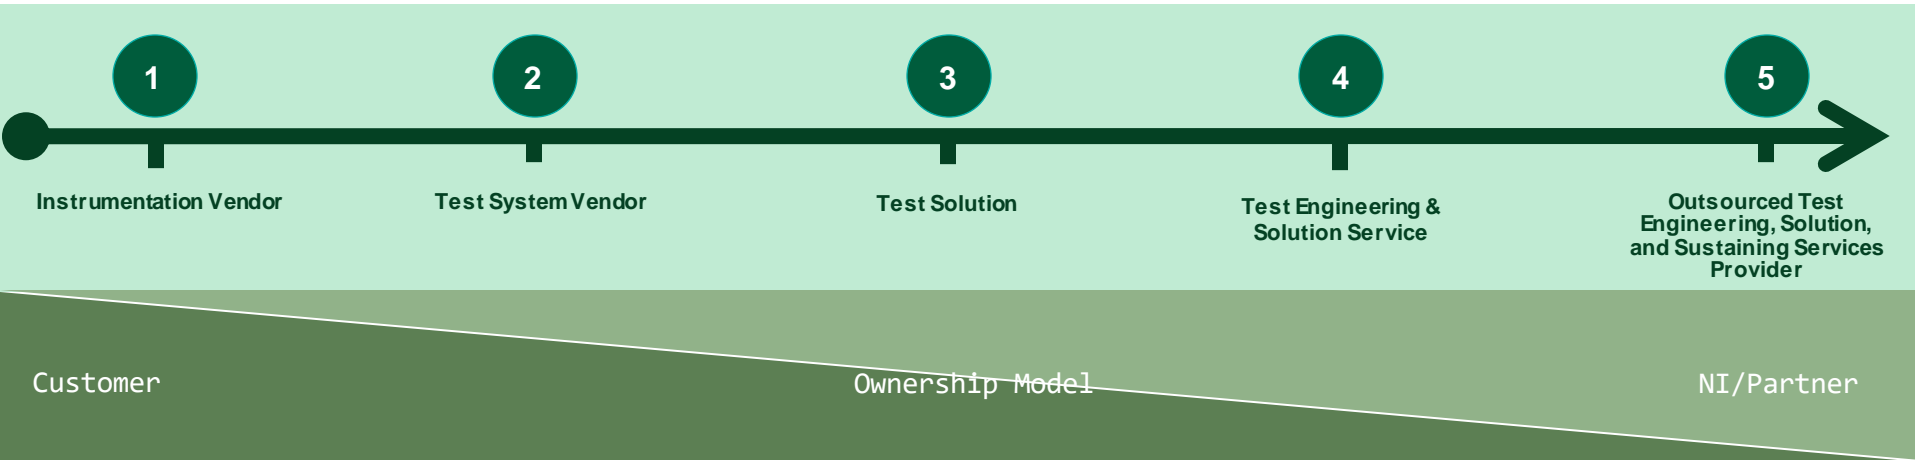 1
2
3
4
5
Instrumentation Vendor
Test System Vendor
Test Solution
Test Engineering &
Solution Service
Outsourced Test
Engineering, Solution,
and Sustaining Services
Provider
Customer
Ownership Model
NI/Partner